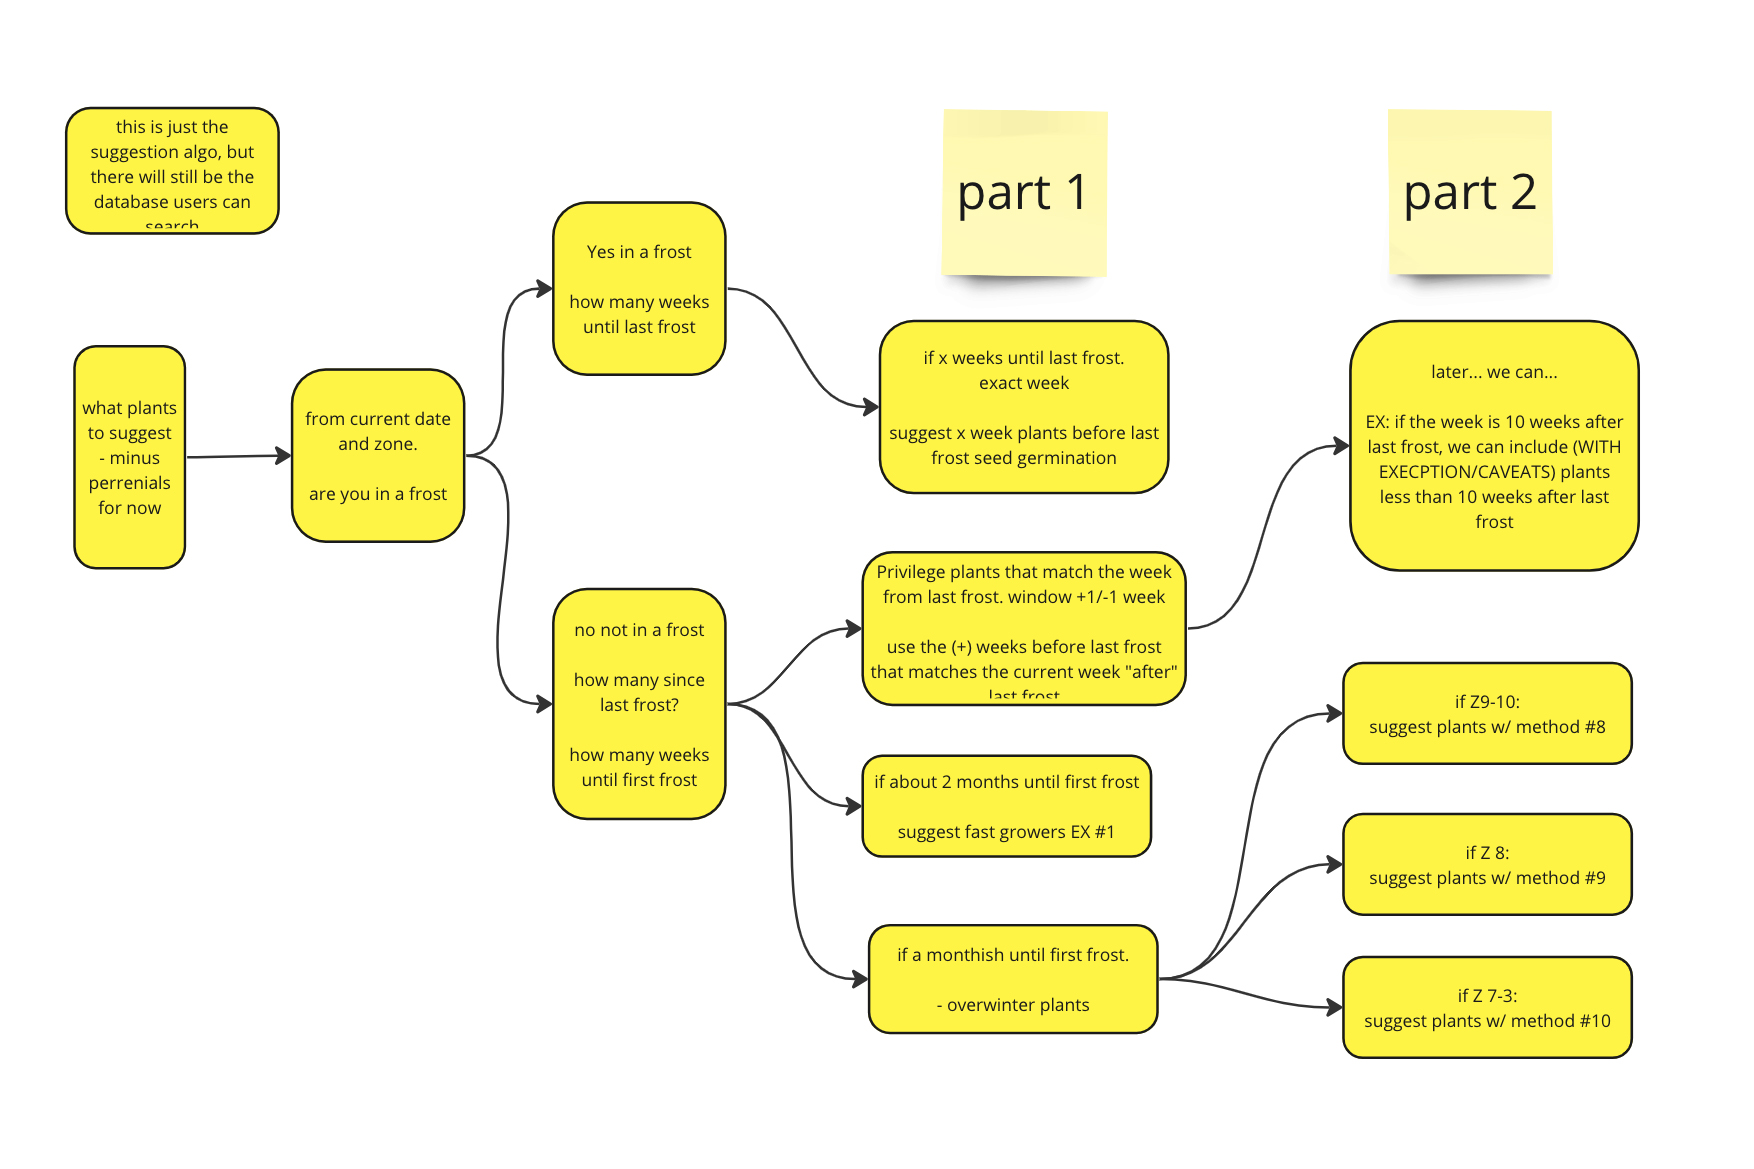 this is just the
suggestion algo, but
there will still be the
database users can
search
what plants
to suggest
- minus
perrenials
for now
from current date
and zone.
are you in a frost
Yes in a frost
how many weeks
until last frost
no not in a frost
how many since
last frost?
how many weeks
until first frost
part 1
if x weeks until last frost.
exact week
suggest x week plants before last
frost seed germination
Privilege plants that match the week
from last frost. window +1/-1 week
use the (+) weeks before last frost
that matches the current week "after"
last frost
if about 2 months until first frost
suggest fast growers EX #1
if a monthish until first frost.
- overwinter plants
part 2
later... we can...
EX: if the week is 10 weeks after
last frost, we can include (WITH
EXECPTION/CAVEATS) plants
less than 10 weeks after last
frost
if Z9-10:
suggest plants w/ method #8
if Z 8:
suggest plants w/ method #9
if Z 7-3:
suggest plants w/ method #10